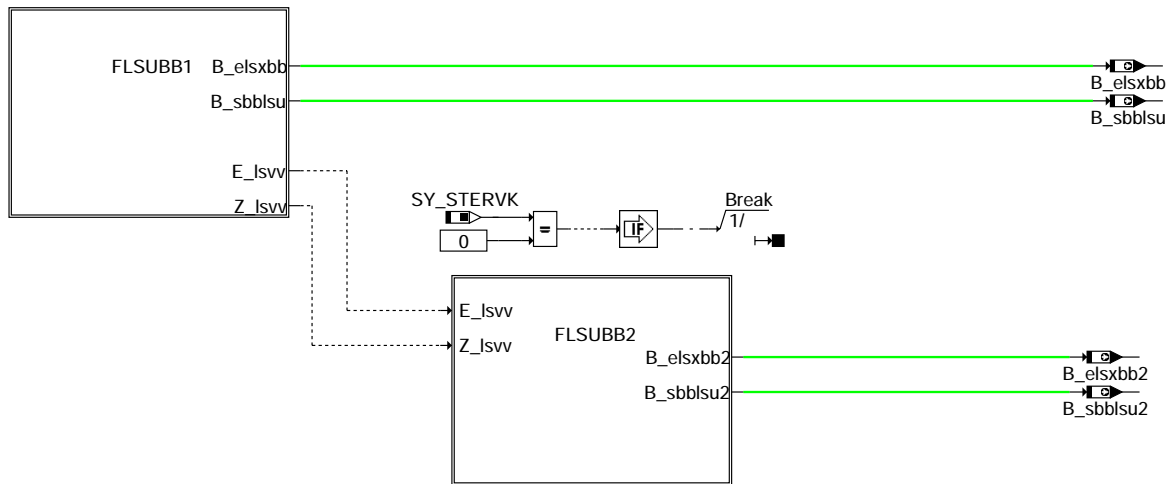 FLSUBB1 B_elsxbb
B_elsxbb
B_sbblsu
B_sbblsu
E_lsvv
Z_lsvv
SY_STERVK
Break
1/
0
=
IF
E_lsvv
FLSUBB2
Z_lsvv
B_elsxbb2
B_elsxbb2
B_sbblsu2
B_sbblsu2